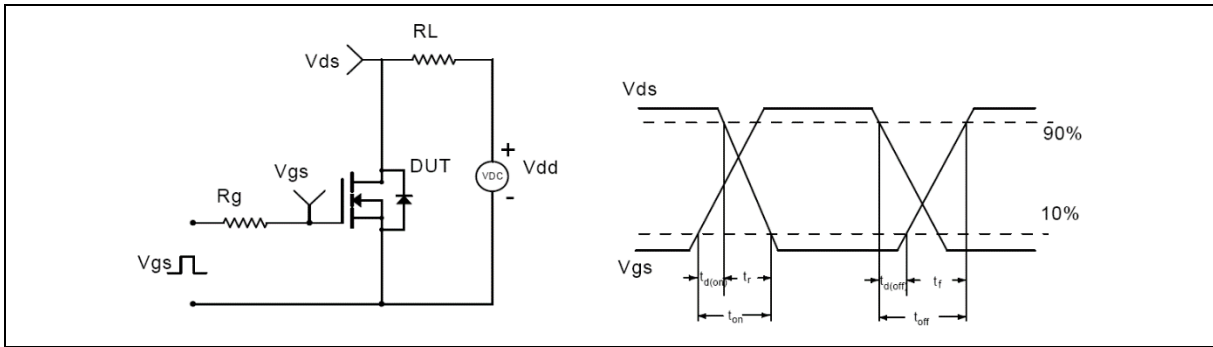 RL
Vds
Vgs
DUT
+
VDC
Vdd
-
Rg
Vgs
Vds
90%
10%
Vgs
td(on)
tr
ton
td(off)
tf
toff